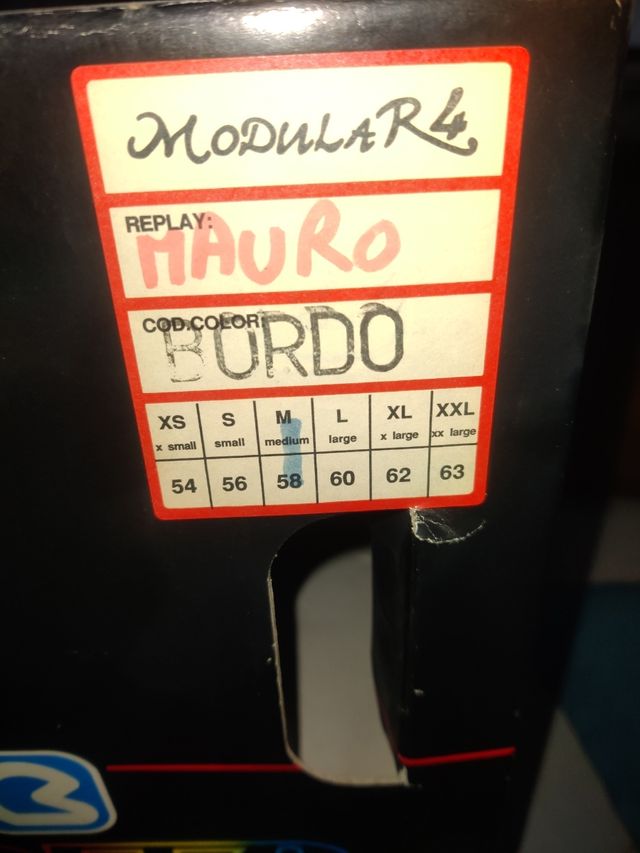 MODULAR4
REPLAY:
MAURO
COD.COLOR:
BORDO
XS S M L XL XXL
x small small medium large x large xx large
54 56 58 60 62 63